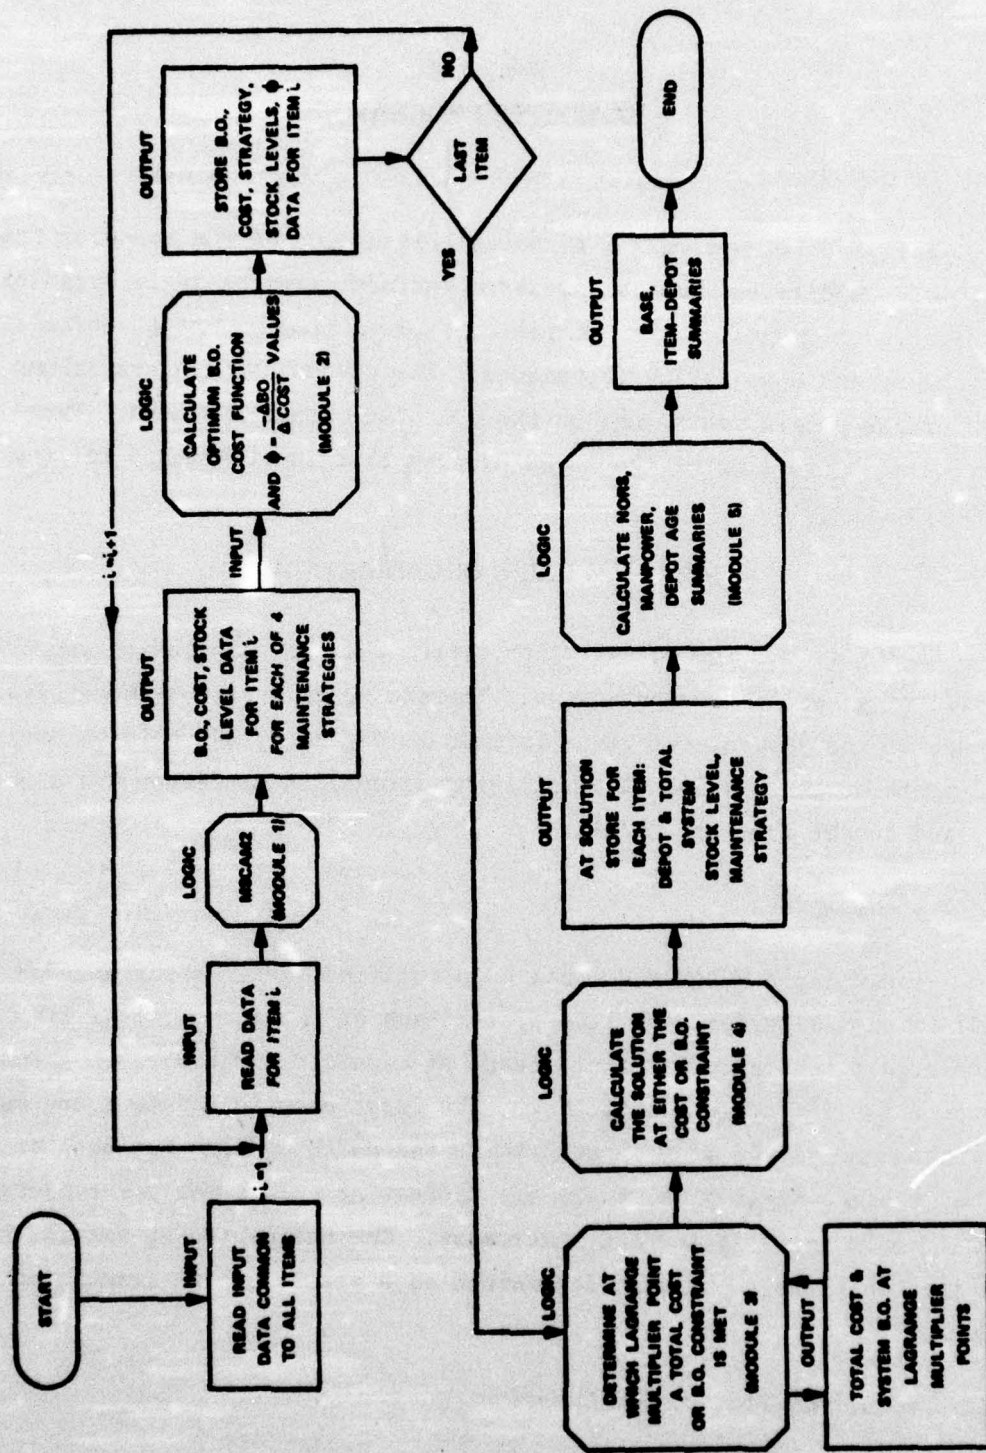 START
INPUT
READ INPUT
DATA COMMON
TO ALL ITEMS
i=1
i=i+1
INPUT
READ DATA
FOR ITEM i
LOGIC
MSCAM2
(MODULE 1)
OUTPUT
B.O., COST, STOCK
LEVEL DATA
FOR ITEM i
FOR EACH OF 4
MAINTENANCE
STRATEGIES
INPUT
LOGIC
CALCULATE
OPTIMUM B.O.
COST FUNCTION
AND ϕ = -ΔBO / ΔCOST VALUES
(MODULE 2)
OUTPUT
STORE B.O.,
COST, STRATEGY,
STOCK LEVELS, ϕ
DATA FOR ITEM i
LAST
ITEM
NO
YES
LOGIC
DETERMINE AT
WHICH LAGRANGE
MULTIPLIER POINT
A TOTAL COST
OR B.O. CONSTRAINT
IS MET
(MODULE 3)
OUTPUT
TOTAL COST &
SYSTEM B.O. AT
LAGRANGE
MULTIPLIER
POINTS
LOGIC
CALCULATE
THE SOLUTION
AT EITHER THE
COST OR B.O.
CONSTRAINT
(MODULE 4)
OUTPUT
AT SOLUTION
STORE FOR
EACH ITEM:
DEPOT & TOTAL
SYSTEM
STOCK LEVEL,
MAINTENANCE
STRATEGY
LOGIC
CALCULATE NORS,
MANPOWER,
DEPOT AGE
SUMMARIES
(MODULE 5)
OUTPUT
BASE,
ITEM-DEPOT
SUMMARIES
END